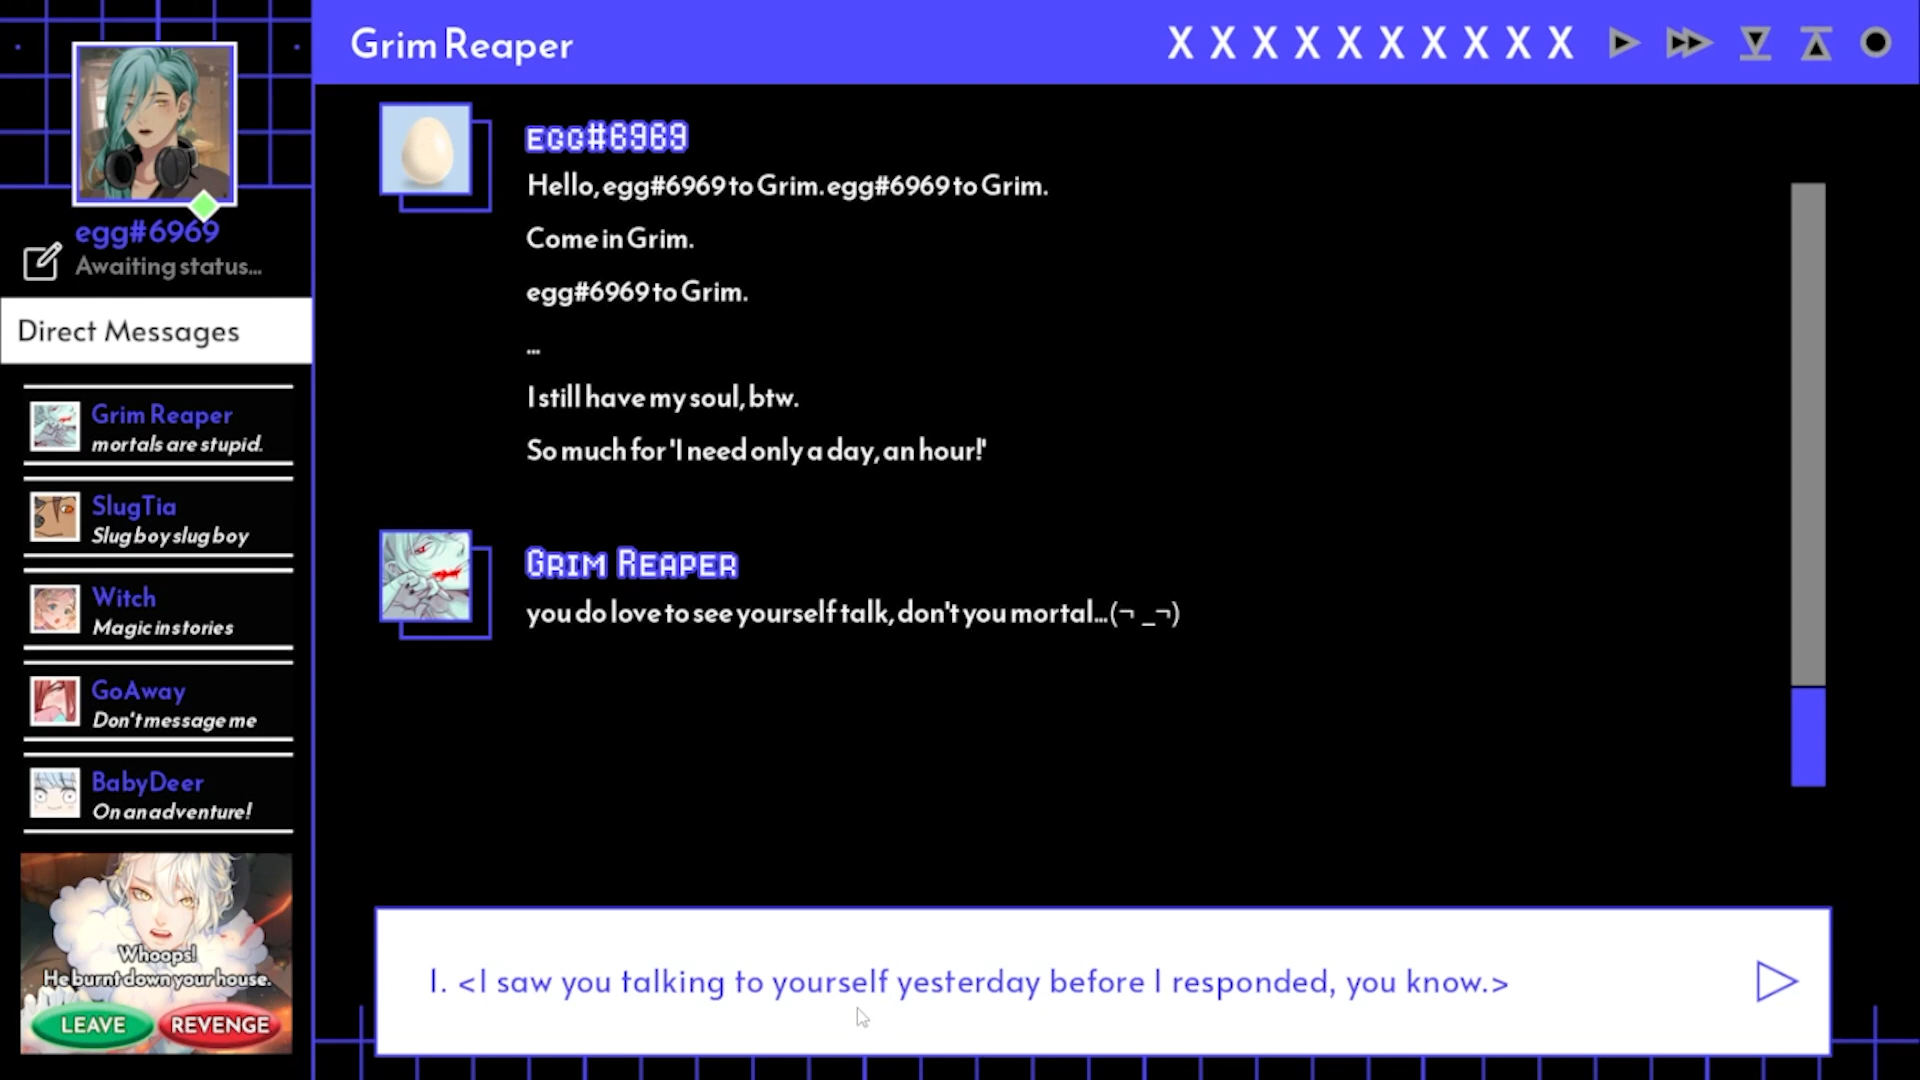 Grim Reaper
X X X X X X X X X X
egg#6969
Awaiting status...
Direct Messages
Grim Reaper
mortals are stupid.
SlugTia
Slug boy slug boy
Witch
Magic in stories
GoAway
Don't message me
BabyDeer
On an adventure!
Whoops!
He burnt down your house.
LEAVE
REVENGE
EGG#6969
Hello, egg#6969 to Grim. egg#6969 to Grim.
Come in Grim.
egg#6969 to Grim.
...
I still have my soul, btw.
So much for 'I need only a day, an hour!'
GRIM REAPER
you do love to see yourself talk, don't you mortal...(¬ _¬)
1. <I saw you talking to yourself yesterday before I responded, you know.>